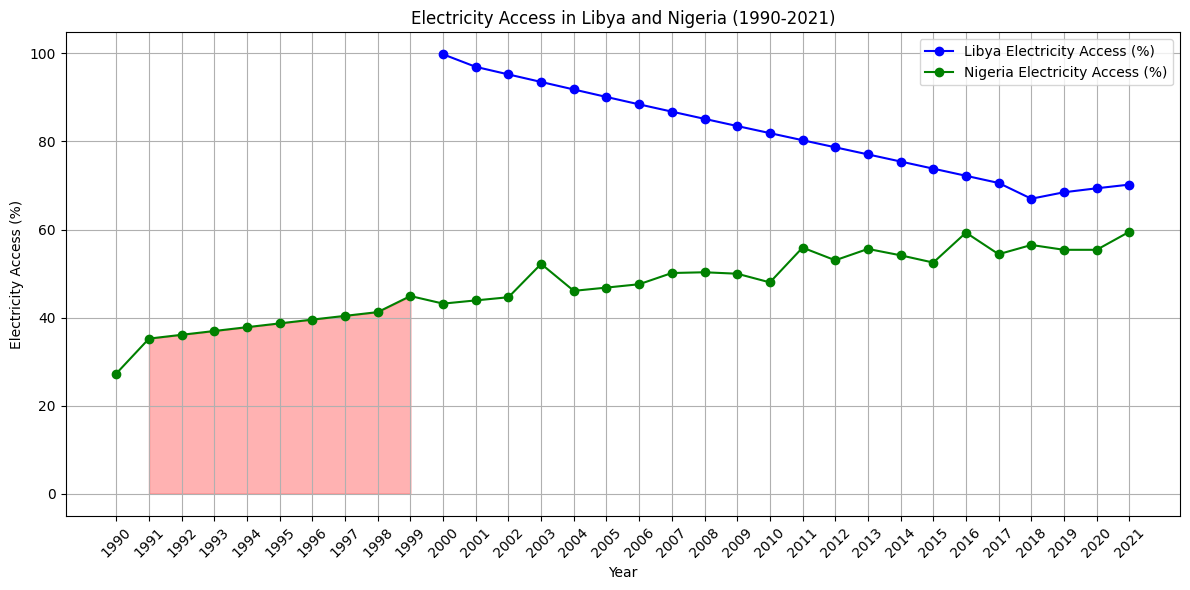 Electricity Access in Libya and Nigeria (1990-2021)
Libya Electricity Access (%)
Nigeria Electricity Access (%)
Electricity Access (%)
100
80
60
40
20
0
1990 1991 1992 1993 1994 1995 1996 1997 1998 1999 2000 2001 2002 2003 2004 2005 2006 2007 2008 2009 2010 2011 2012 2013 2014 2015 2016 2017 2018 2019 2020 2021
Year